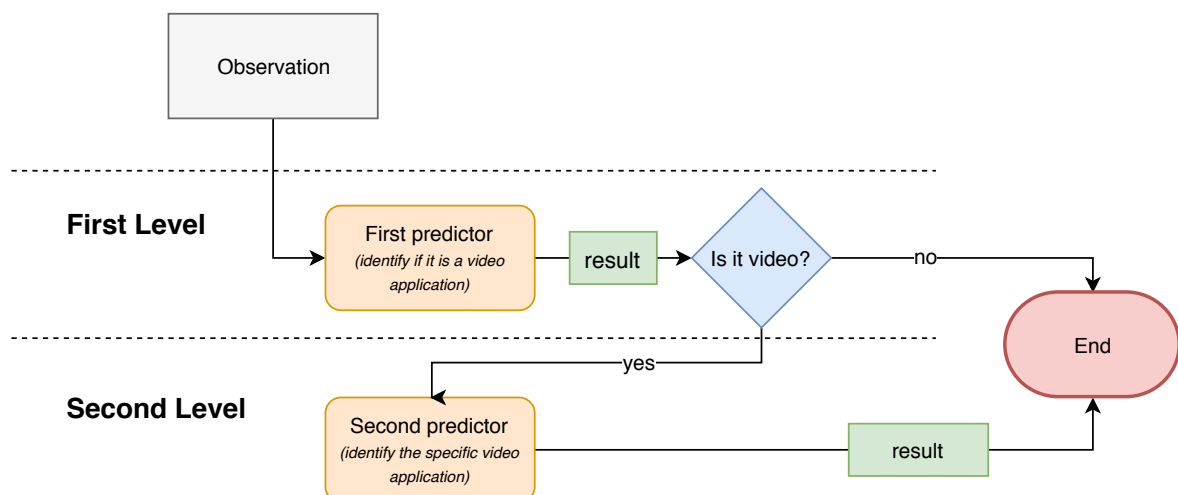 Observation
First Level
First predictor
(identify if it is a video
application)
result
Is it video?
no
End
yes
Second Level
Second predictor
(identify the specific video
application)
result